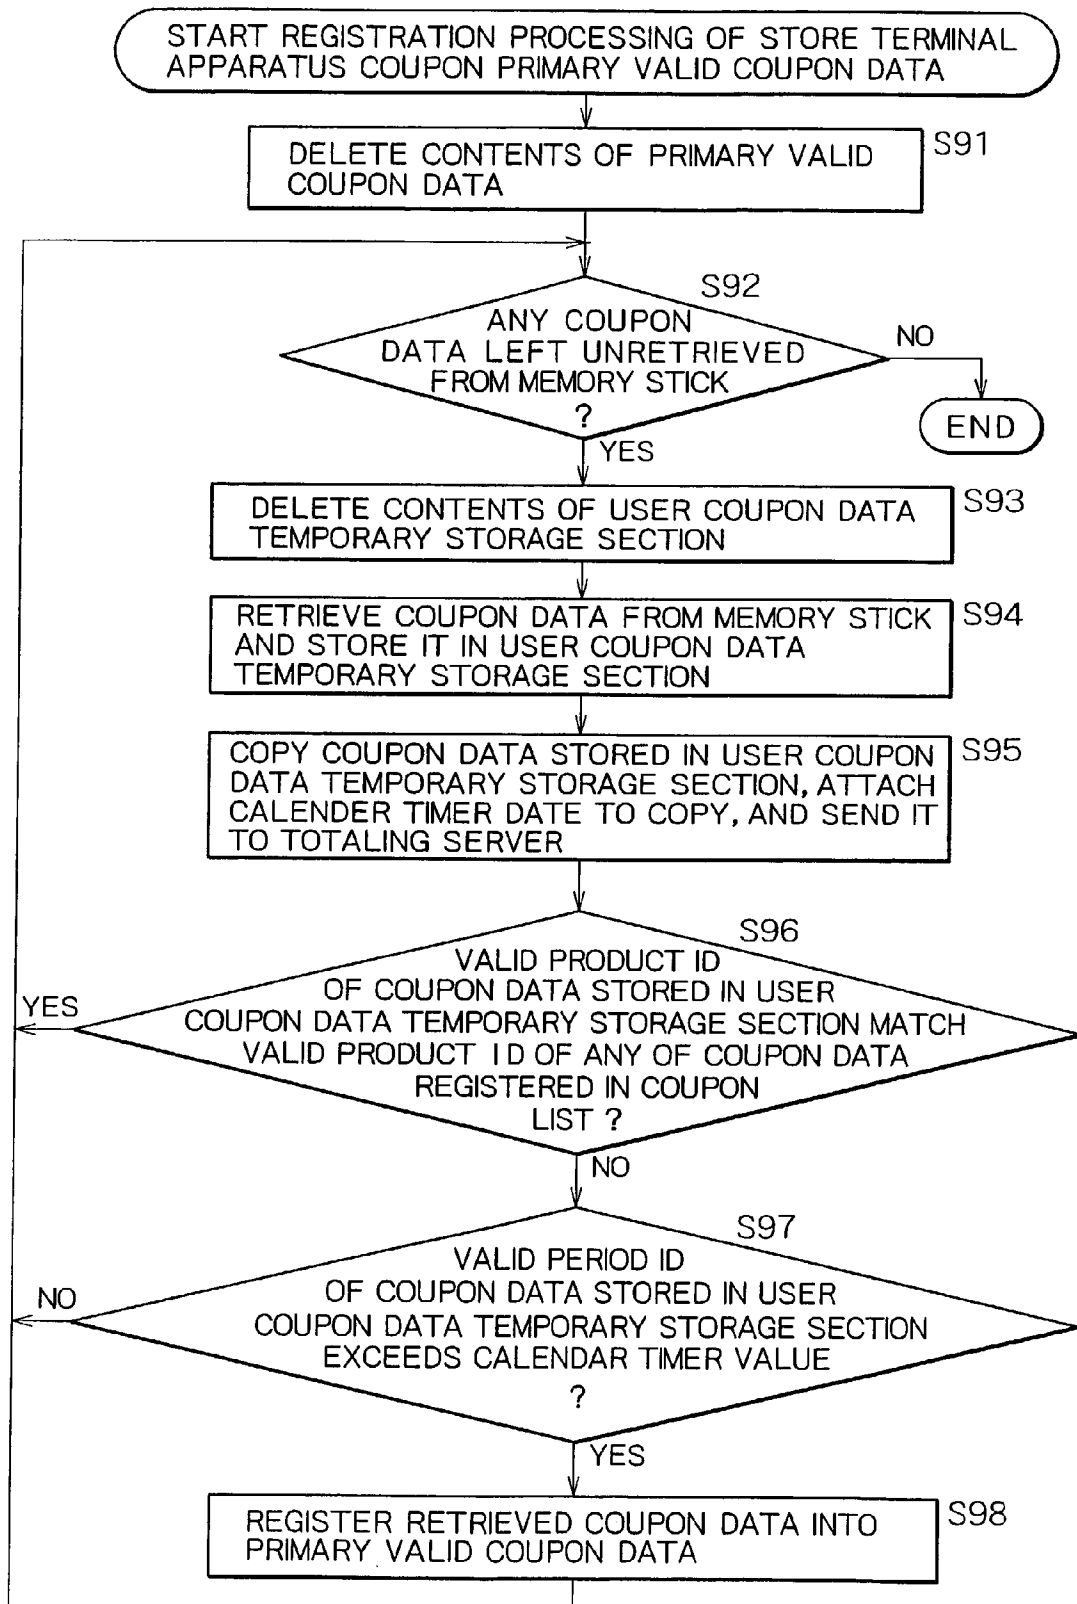 START REGISTRATION PROCESSING OF STORE TERMINAL
APPARATUS COUPON PRIMARY VALID COUPON DATA
S91
DELETE CONTENTS OF PRIMARY VALID
COUPON DATA
S92
ANY COUPON
DATA LEFT UNRETRIEVED
FROM MEMORY STICK
?
NO
END
YES
S93
DELETE CONTENTS OF USER COUPON DATA
TEMPORARY STORAGE SECTION
S94
RETRIEVE COUPON DATA FROM MEMORY STICK
AND STORE IT IN USER COUPON DATA
TEMPORARY STORAGE SECTION
S95
COPY COUPON DATA STORED IN USER COUPON
DATA TEMPORARY STORAGE SECTION, ATTACH
CALENDER TIMER DATE TO COPY, AND SEND IT
TO TOTALING SERVER
S96
VALID PRODUCT ID
OF COUPON DATA STORED IN USER
COUPON DATA TEMPORARY STORAGE SECTION MATCH
VALID PRODUCT ID OF ANY OF COUPON DATA
REGISTERED IN COUPON
LIST ?
YES
NO
S97
VALID PERIOD ID
OF COUPON DATA STORED IN USER
COUPON DATA TEMPORARY STORAGE SECTION
EXCEEDS CALENDAR TIMER VALUE
?
NO
YES
S98
REGISTER RETRIEVED COUPON DATA INTO
PRIMARY VALID COUPON DATA